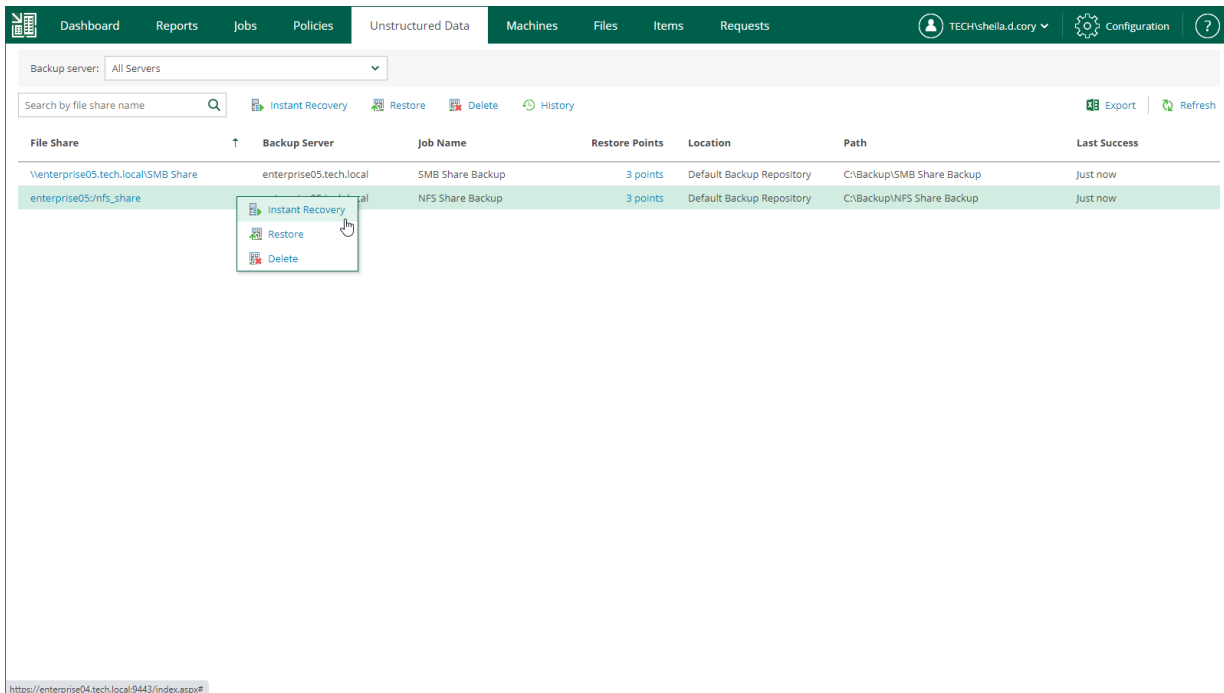 Dashboard Reports Jobs Policies Unstructured Data Machines Files Items Requests TECH\sheila.d.cory Configuration ?
Backup server: All Servers
Search by file share name Instant Recovery Restore Delete History Export Refresh
File Share ↑ Backup Server Job Name Restore Points Location Path Last Success
\\enterprise05.tech.local\SMB Share enterprise05.tech.local SMB Share Backup 3 points Default Backup Repository C:\Backup\SMB Share Backup Just now
enterprise05:/nfs_share NFS Share Backup 3 points Default Backup Repository C:\Backup\NFS Share Backup Just now
Instant Recovery
Restore
Delete
https://enterprise04.tech.local:9443/index.aspx#